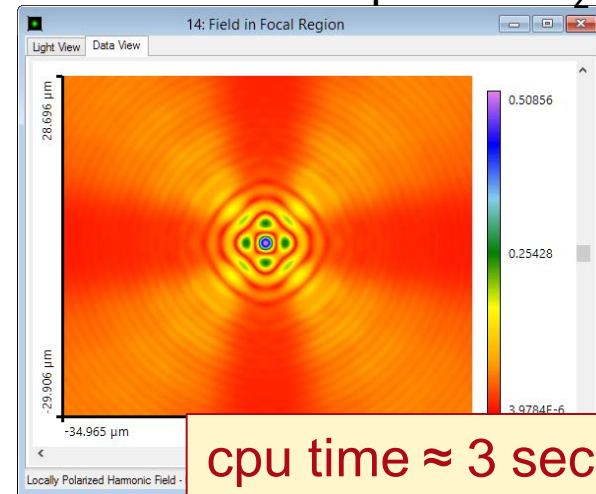 2
14: Field in Focal Region
Light View
Data View
28.696 µm
0.50856
0.25428
-29.906 µm
3.9784E-6
-34.965 µm
Locally Polarized Harmonic Field -
cpu time ≈ 3 sec